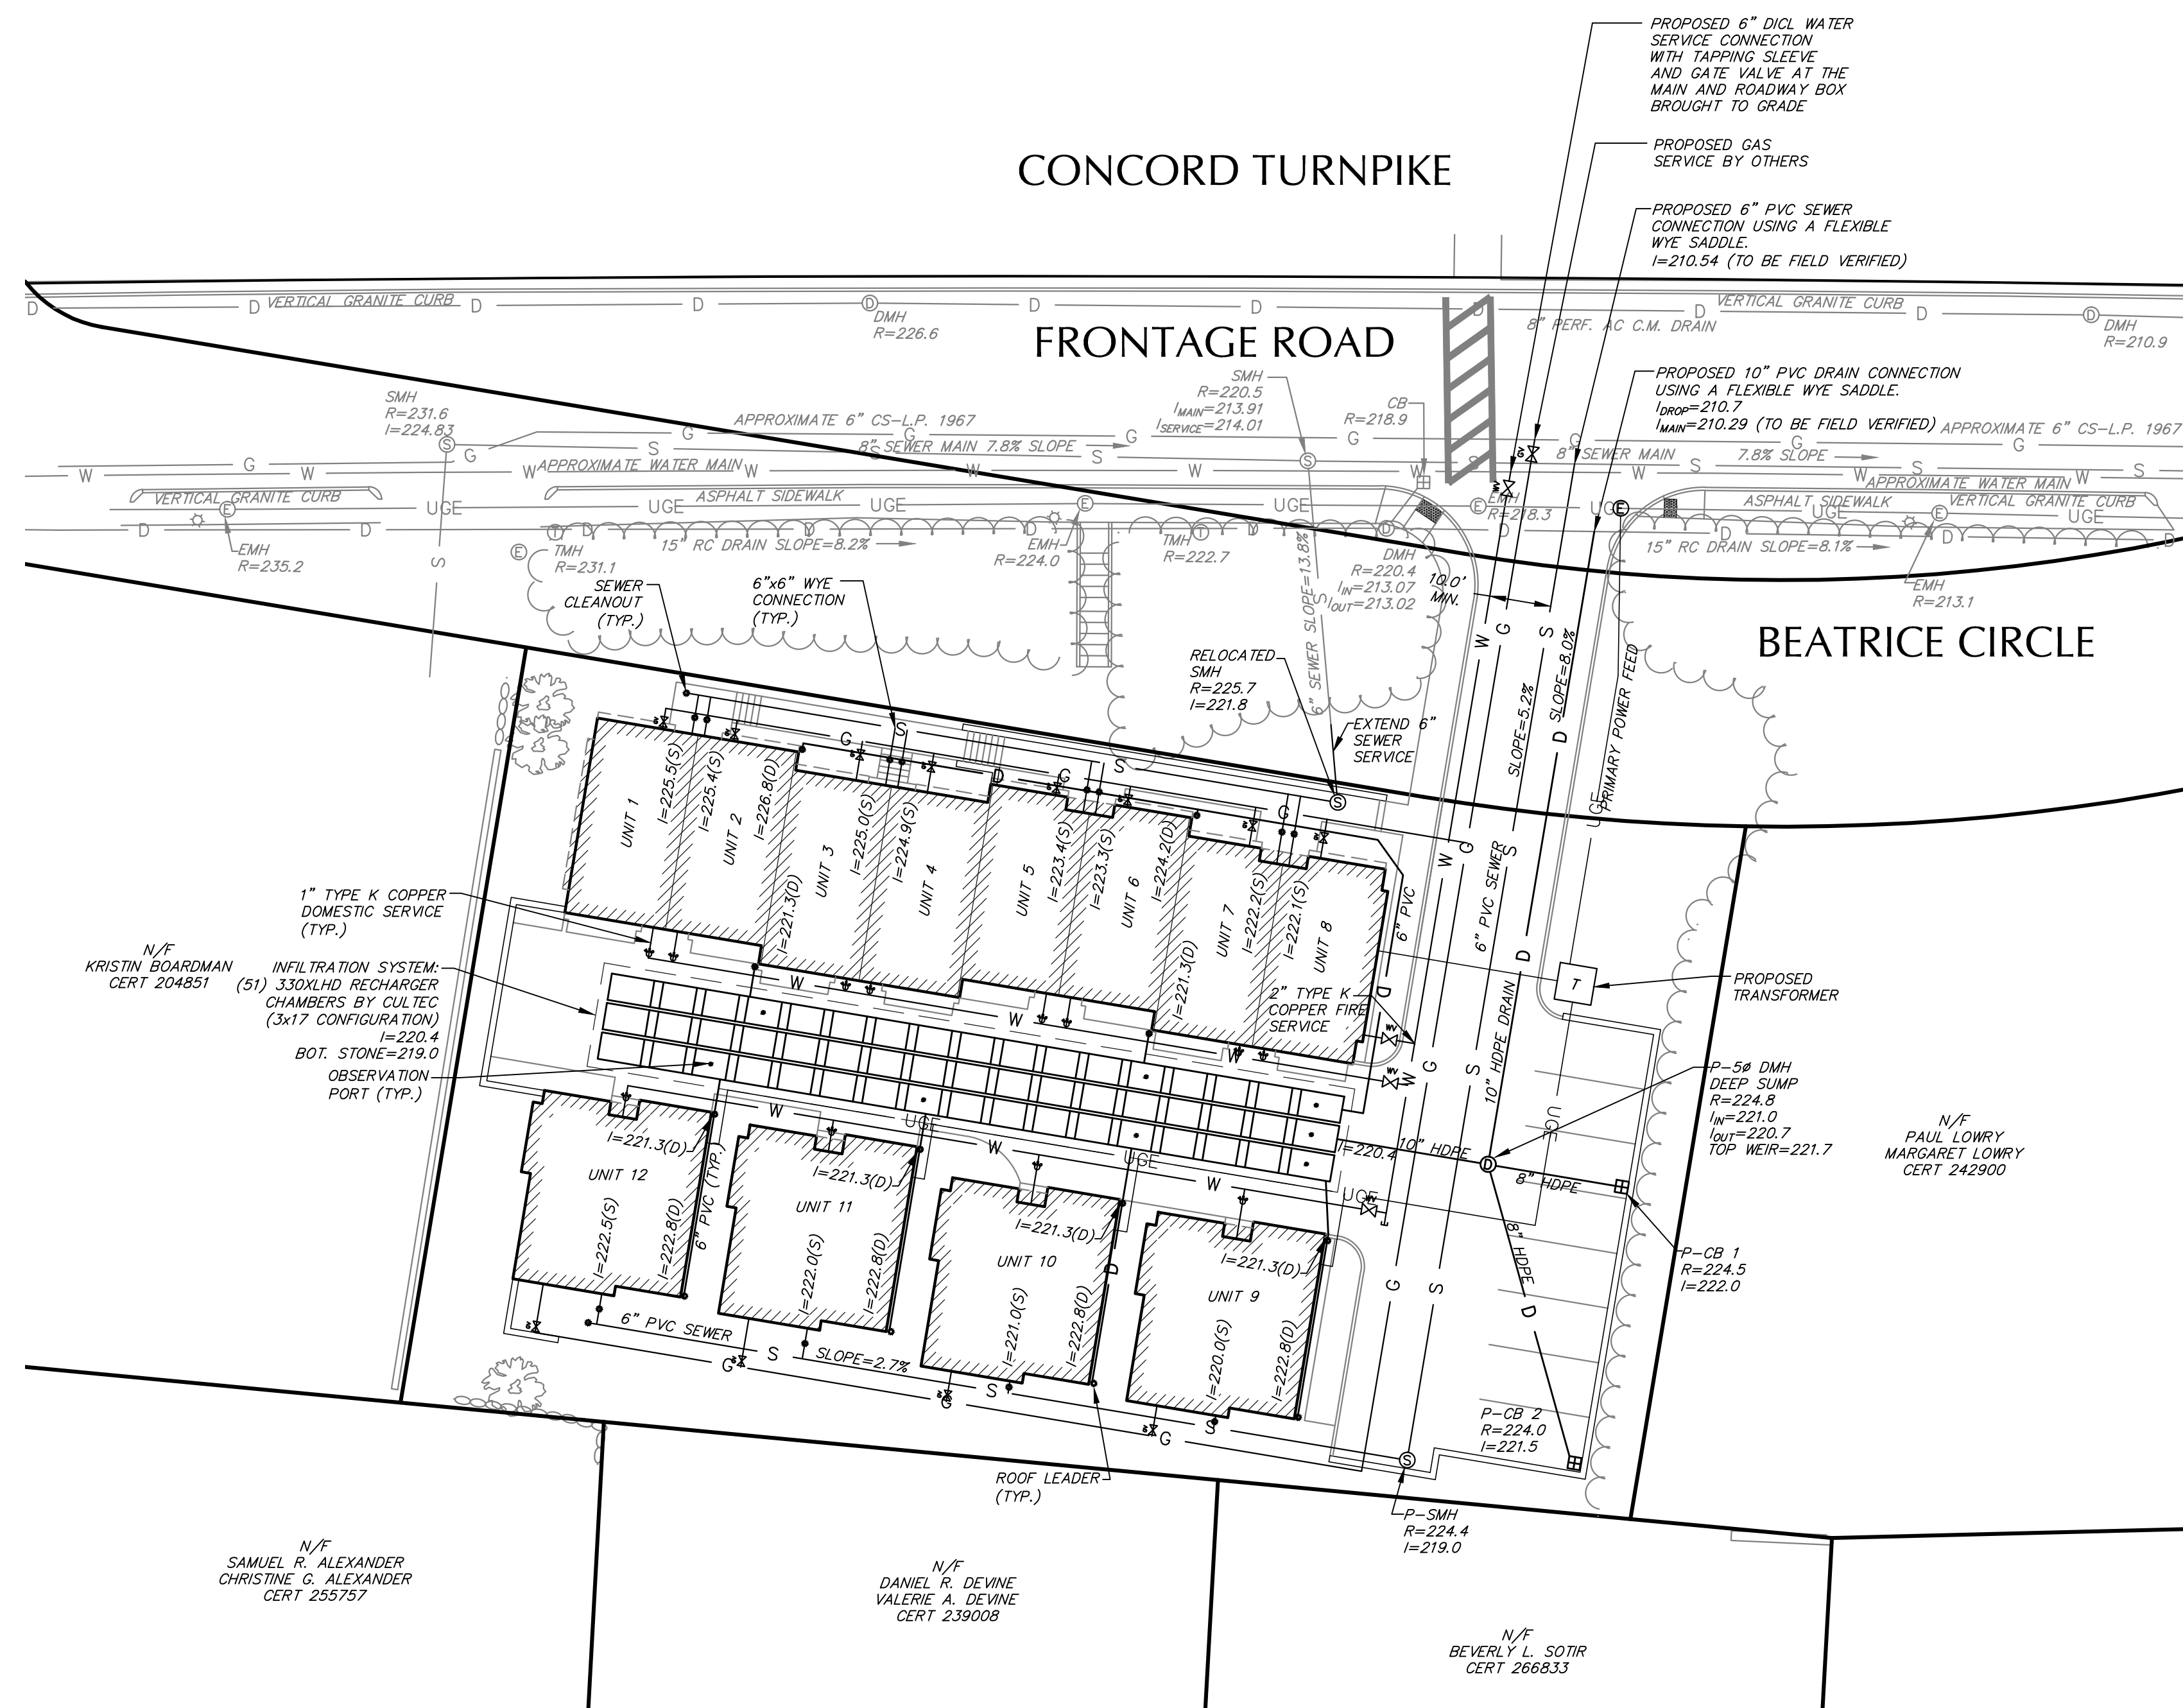 PROPOSED 6” DICL WATER
SERVICE CONNECTION
WITH TAPPING SLEEVE
AND GATE VALVE AT THE
MAIN AND ROADWAY BOX
BROUGHT TO GRADE
PROPOSED GAS
SERVICE BY OTHERS
CONCORD TURNPIKE
PROPOSED 6” PVC SEWER
CONNECTION USING A FLEXIBLE
WYE SADDLE.
I=210.54 (TO BE FIELD VERIFIED)
VERTICAL GRANITE CURB
VERTICAL GRANITE CURB
DMH
R=226.6
FRONTAGE ROAD
8” PERF. AC C.M. DRAIN
DMH
R=210.9
PROPOSED 10” PVC DRAIN CONNECTION
USING A FLEXIBLE WYE SADDLE.
IDROP=210.7
IMAIN=210.29 (TO BE FIELD VERIFIED)
APPROXIMATE 6” CS-L.P. 1967
SMH
R=231.6
I=224.83
APPROXIMATE 6” CS-L.P. 1967
SMH
R=220.5
IMAIN=213.91
ISERVICE=214.01
CB
R=218.9
8” SEWER MAIN 7.8% SLOPE
8” SEWER MAIN
7.8% SLOPE
APPROXIMATE WATER MAIN
APPROXIMATE WATER MAIN
VERTICAL GRANITE CURB
ASPHALT SIDEWALK
ASPHALT SIDEWALK
VERTICAL GRANITE CURB
UGE
UGE
UGE
UGE
UGE
UGE
UGE
EMH
R=218.3
EMH
R=235.2
TMH
R=231.1
15” RC DRAIN SLOPE=8.2%
EMH
R=224.0
TMH
R=222.7
DMH
R=220.4
IIN=213.07
IOUT=213.02
15” RC DRAIN SLOPE=8.1%
EMH
R=213.1
10.0’
MIN.
6” SEWER SLOPE=13.8%
SEWER
CLEANOUT
(TYP.)
6”x6” WYE
CONNECTION
(TYP.)
BEATRICE CIRCLE
RELOCATED
SMH
R=225.7
I=221.8
EXTEND 6”
SEWER
SERVICE
SLOPE=5.2%
SLOPE=8.0%
PRIMARY POWER FEED
UGE
UNIT 1
I=225.5(S)
I=225.4(S)
UNIT 2
I=226.8(D)
I=221.3(D)
UNIT 3
I=225.0(S)
I=224.9(S)
UNIT 4
UNIT 5
I=223.4(S)
I=223.3(S)
UNIT 6
I=224.2(D)
I=221.3(D)
UNIT 7
I=222.2(S)
I=222.1(S)
UNIT 8
6” PVC
6” PVC SEWER
10” HDPE DRAIN
1” TYPE K COPPER
DOMESTIC SERVICE
(TYP.)
N/F
KRISTIN BOARDMAN
CERT 204851
INFILTRATION SYSTEM:
(51) 330XLHD RECHARGER
CHAMBERS BY CULTEC
(3x17 CONFIGURATION)
I=220.4
BOT. STONE=219.0
OBSERVATION
PORT (TYP.)
2” TYPE K
COPPER FIRE
SERVICE
T
PROPOSED
TRANSFORMER
P-5ø DMH
DEEP SUMP
R=224.8
IIN=221.0
IOUT=220.7
TOP WEIR=221.7
N/F
PAUL LOWRY
MARGARET LOWRY
CERT 242900
I=220.4
10” HDPE
8” HDPE
8” HDPE
UGE
UGE
UGE
UGE
P-CB 1
R=224.5
I=222.0
I=221.3(D)
UNIT 12
I=222.5(S)
I=222.8(D)
6” PVC (TYP.)
I=221.3(D)
UNIT 11
I=222.0(S)
I=222.8(D)
I=221.3(D)
UNIT 10
I=221.0(S)
I=222.8(D)
I=221.3(D)
UNIT 9
I=220.0(S)
I=222.8(D)
6” PVC SEWER
SLOPE=2.7%
P-CB 2
R=224.0
I=221.5
ROOF LEADER
(TYP.)
P-SMH
R=224.4
I=219.0
N/F
SAMUEL R. ALEXANDER
CHRISTINE G. ALEXANDER
CERT 255757
N/F
DANIEL R. DEVINE
VALERIE A. DEVINE
CERT 239008
N/F
BEVERLY L. SOTIR
CERT 266833